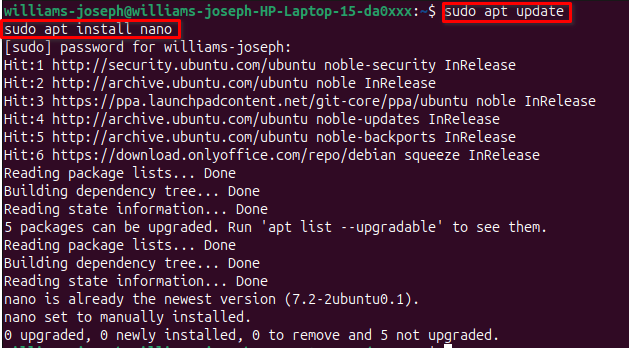 williams-joseph@williams-joseph-HP-Laptop-15-da0xxx:~$ sudo apt update
sudo apt install nano
[sudo] password for williams-joseph:
Hit:1 http://security.ubuntu.com/ubuntu noble-security InRelease
Hit:2 http://archive.ubuntu.com/ubuntu noble InRelease
Hit:3 https://ppa.launchpadcontent.net/git-core/ppa/ubuntu noble InRelease
Hit:4 http://archive.ubuntu.com/ubuntu noble-updates InRelease
Hit:5 http://archive.ubuntu.com/ubuntu noble-backports InRelease
Hit:6 https://download.onlyoffice.com/repo/debian squeeze InRelease
Reading package lists... Done
Building dependency tree... Done
Reading state information... Done
5 packages can be upgraded. Run 'apt list --upgradable' to see them.
Reading package lists... Done
Building dependency tree... Done
Reading state information... Done
nano is already the newest version (7.2-2ubuntu0.1).
nano set to manually installed.
0 upgraded, 0 newly installed, 0 to remove and 5 not upgraded.